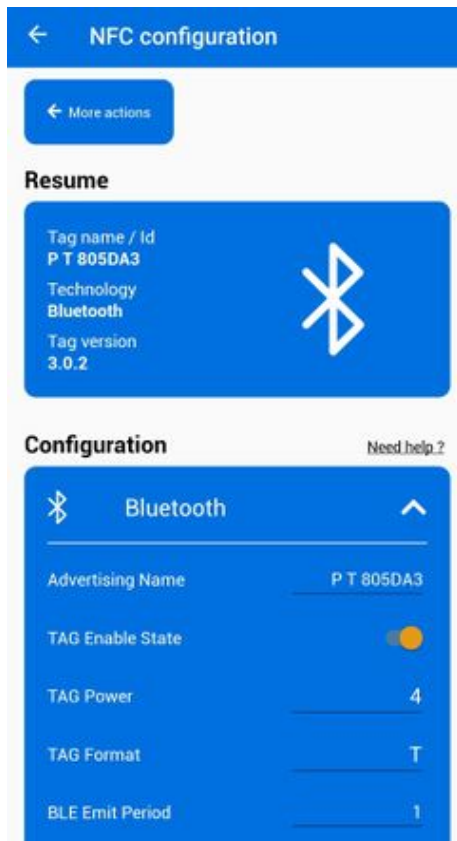 NFC configuration
More actions
Resume
Tag name / Id
P T 805DA3
Technology
Bluetooth
Tag version
3.0.2
Configuration
Need help ?
Bluetooth
Advertising Name P T 805DA3
TAG Enable State
TAG Power 4
TAG Format T
BLE Emit Period 1